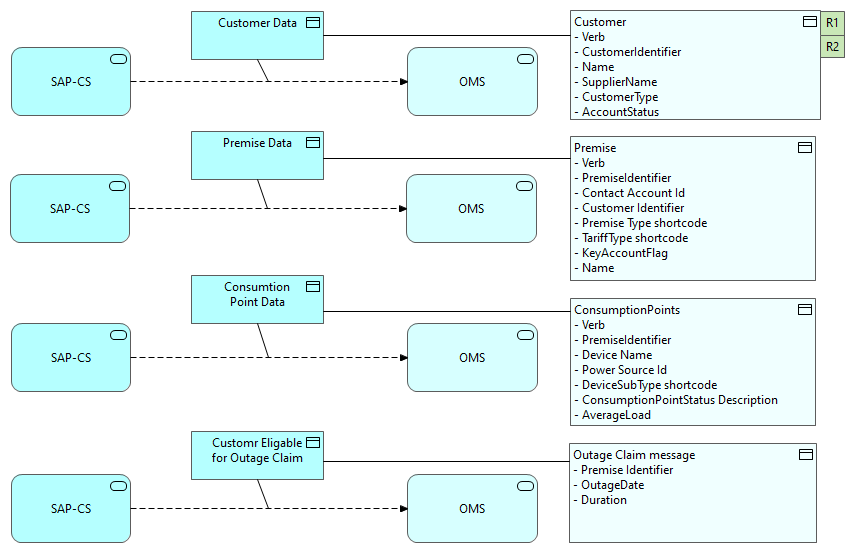 Customer Data
SAP-CS
OMS
Customer
- Verb
- CustomerIdentifier
- Name
- SupplierName
- CustomerType
- AccountStatus
R1
R2
Premise Data
SAP-CS
OMS
Premise
- Verb
- PremiseIdentifier
- Contact Account Id
- Customer Identifier
- Premise Type shortcode
- TariffType shortcode
- KeyAccountFlag
- Name
Consumtion
Point Data
SAP-CS
OMS
ConsumptionPoints
- Verb
- PremiseIdentifier
- Device Name
- Power Source Id
- DeviceSubType shortcode
- ConsumptionPointStatus Description
- AverageLoad
Customr Eligable
for Outage Claim
SAP-CS
OMS
Outage Claim message
- Premise Identifier
- OutageDate
- Duration